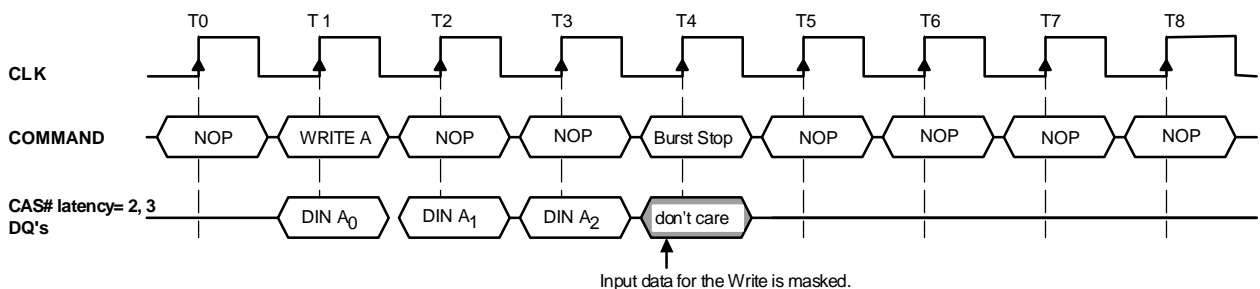 T0 T1 T2 T3 T4 T5 T6 T7 T8
CLK
COMMAND NOP WRITE A NOP NOP Burst Stop NOP NOP NOP NOP
CAS# latency= 2, 3
DQ's DIN A0 DIN A1 DIN A2 don't care
Input data for the Write is masked.